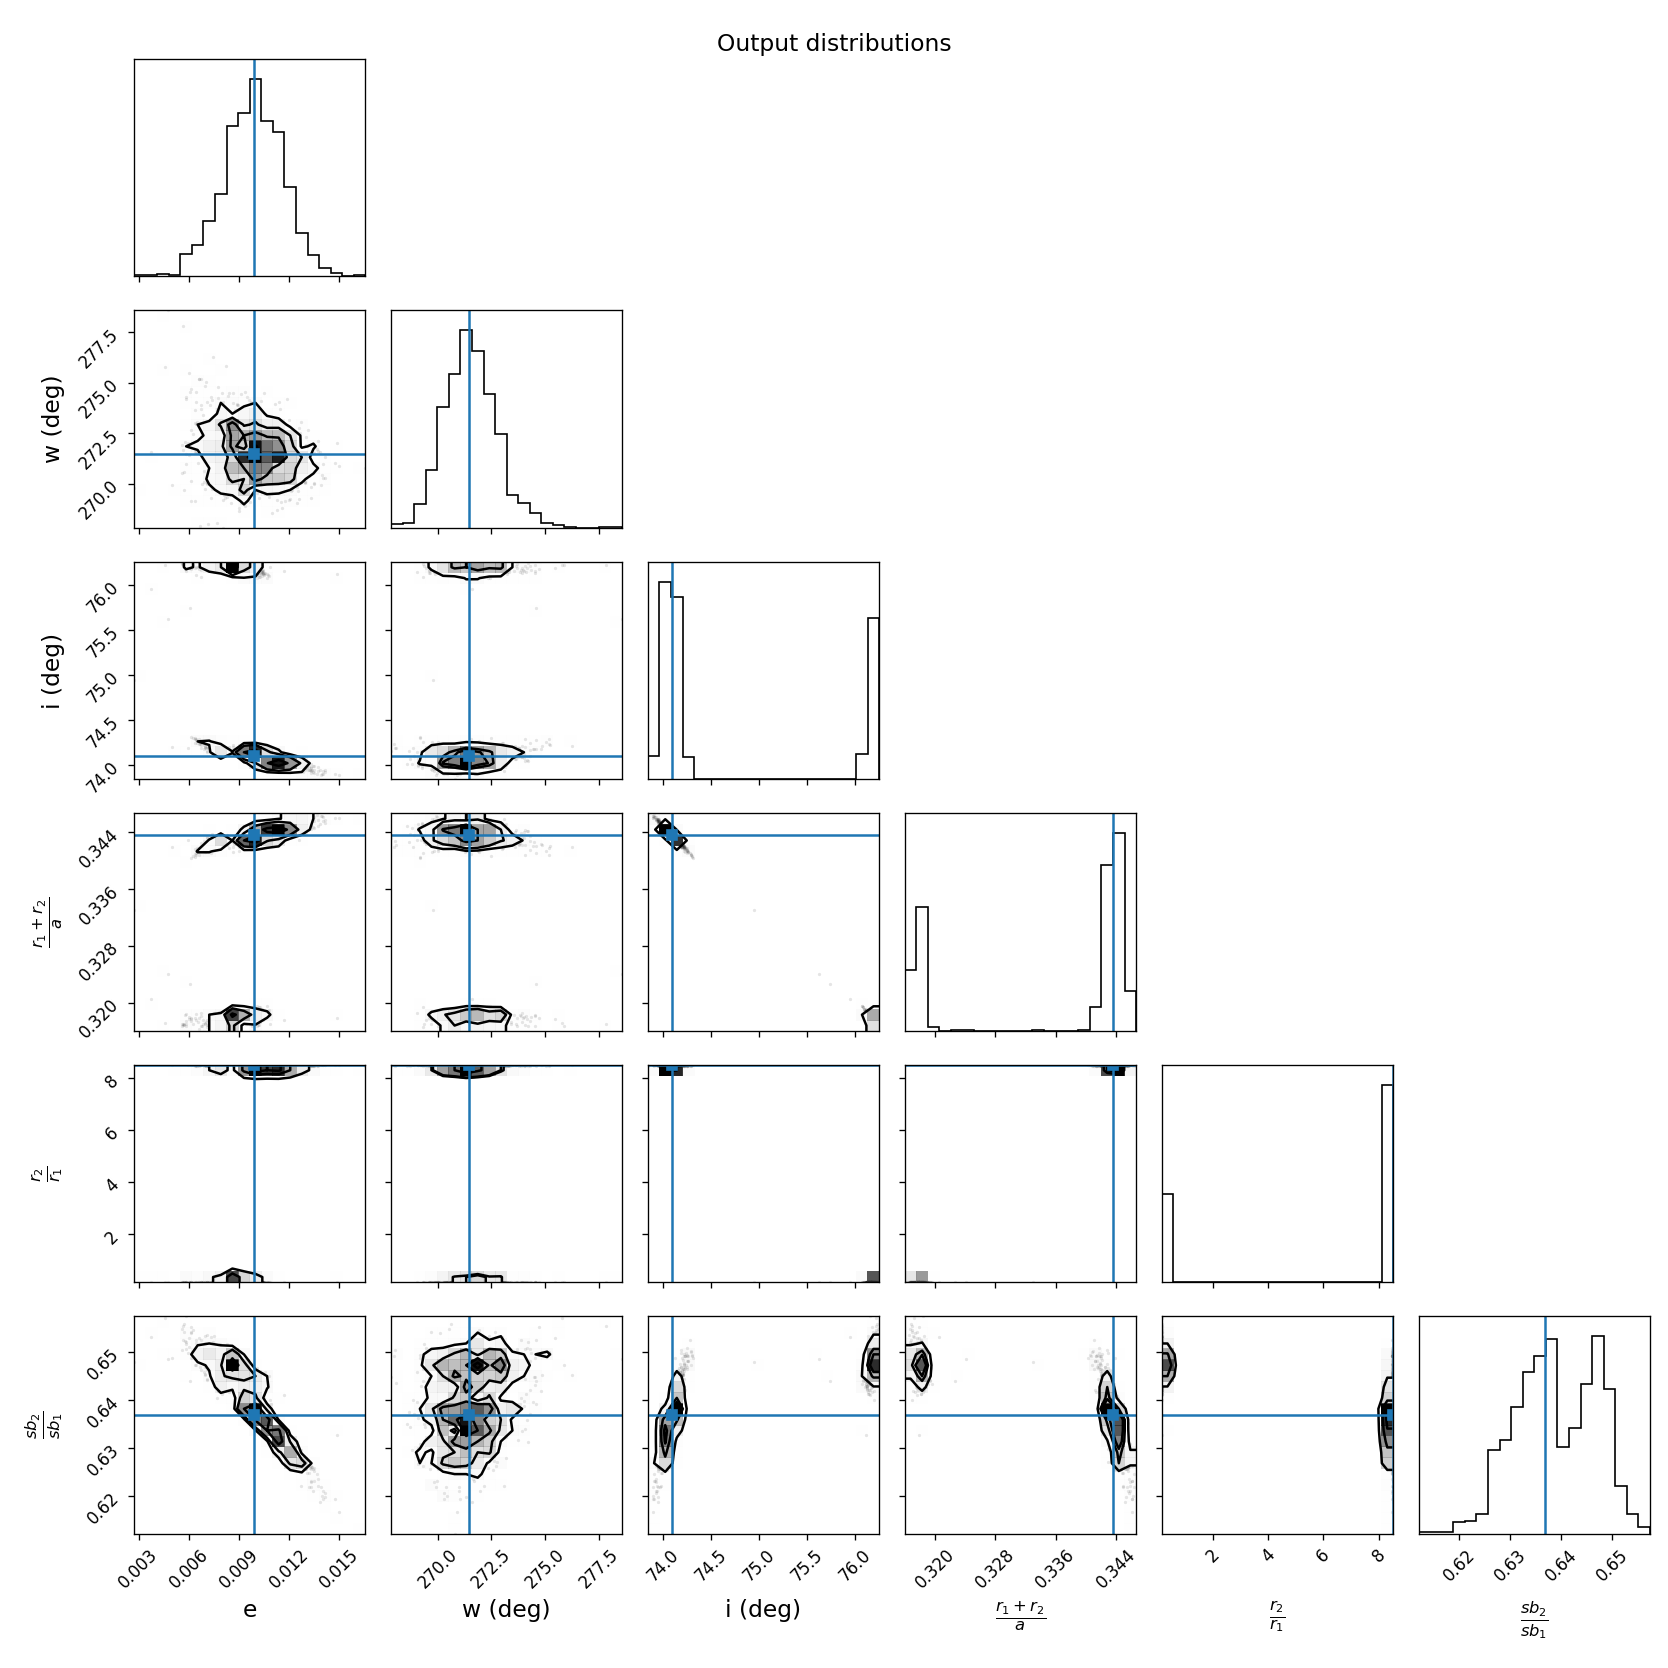 Output distributions
w (deg)
277.5
275.0
272.5
270.0
i (deg)
76.0
75.5
75.0
74.5
74.0
r₁ + r₂
a
0.344
0.336
0.328
0.320
r₂
r₁
8
6
4
2
sb₂
sb₁
0.65
0.64
0.63
0.62
0.003 0.006 0.009 0.012 0.015
270.0 272.5 275.0 277.5
74.0 74.5 75.0 75.5 76.0
0.320 0.328 0.336 0.344
2 4 6 8
0.62 0.63 0.64 0.65
e
w (deg)
i (deg)
r₁ + r₂
a
r₂
r₁
sb₂
sb₁